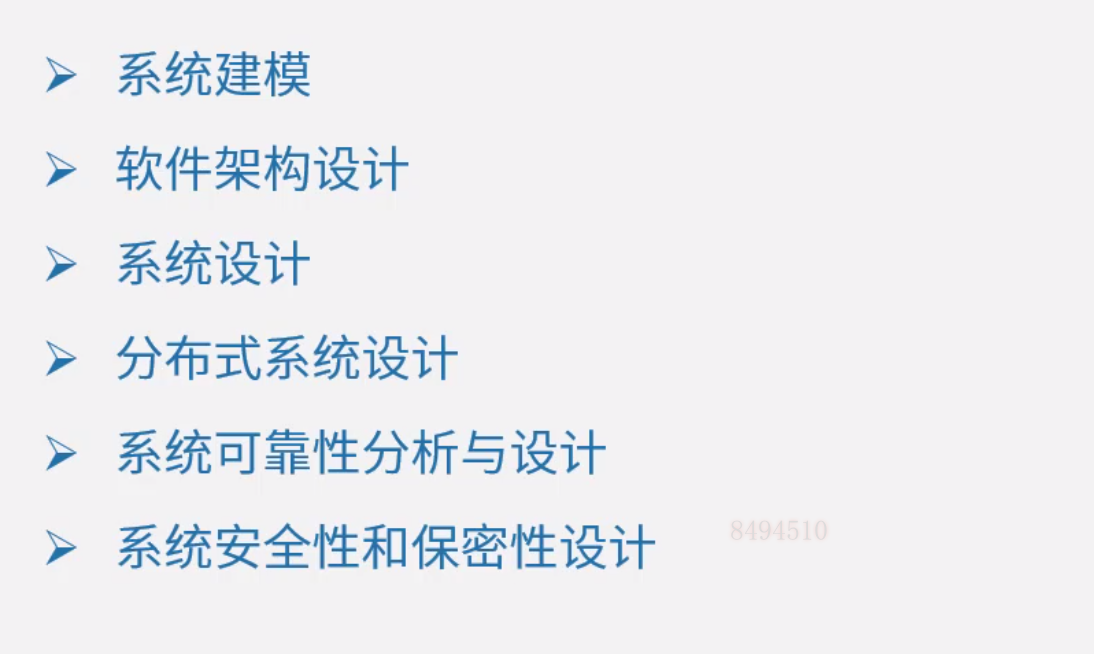 ➢ 系统建模
➢ 软件架构设计
➢ 系统设计
➢ 分布式系统设计
➢ 系统可靠性分析与设计
➢ 系统安全性和保密性设计
8494510